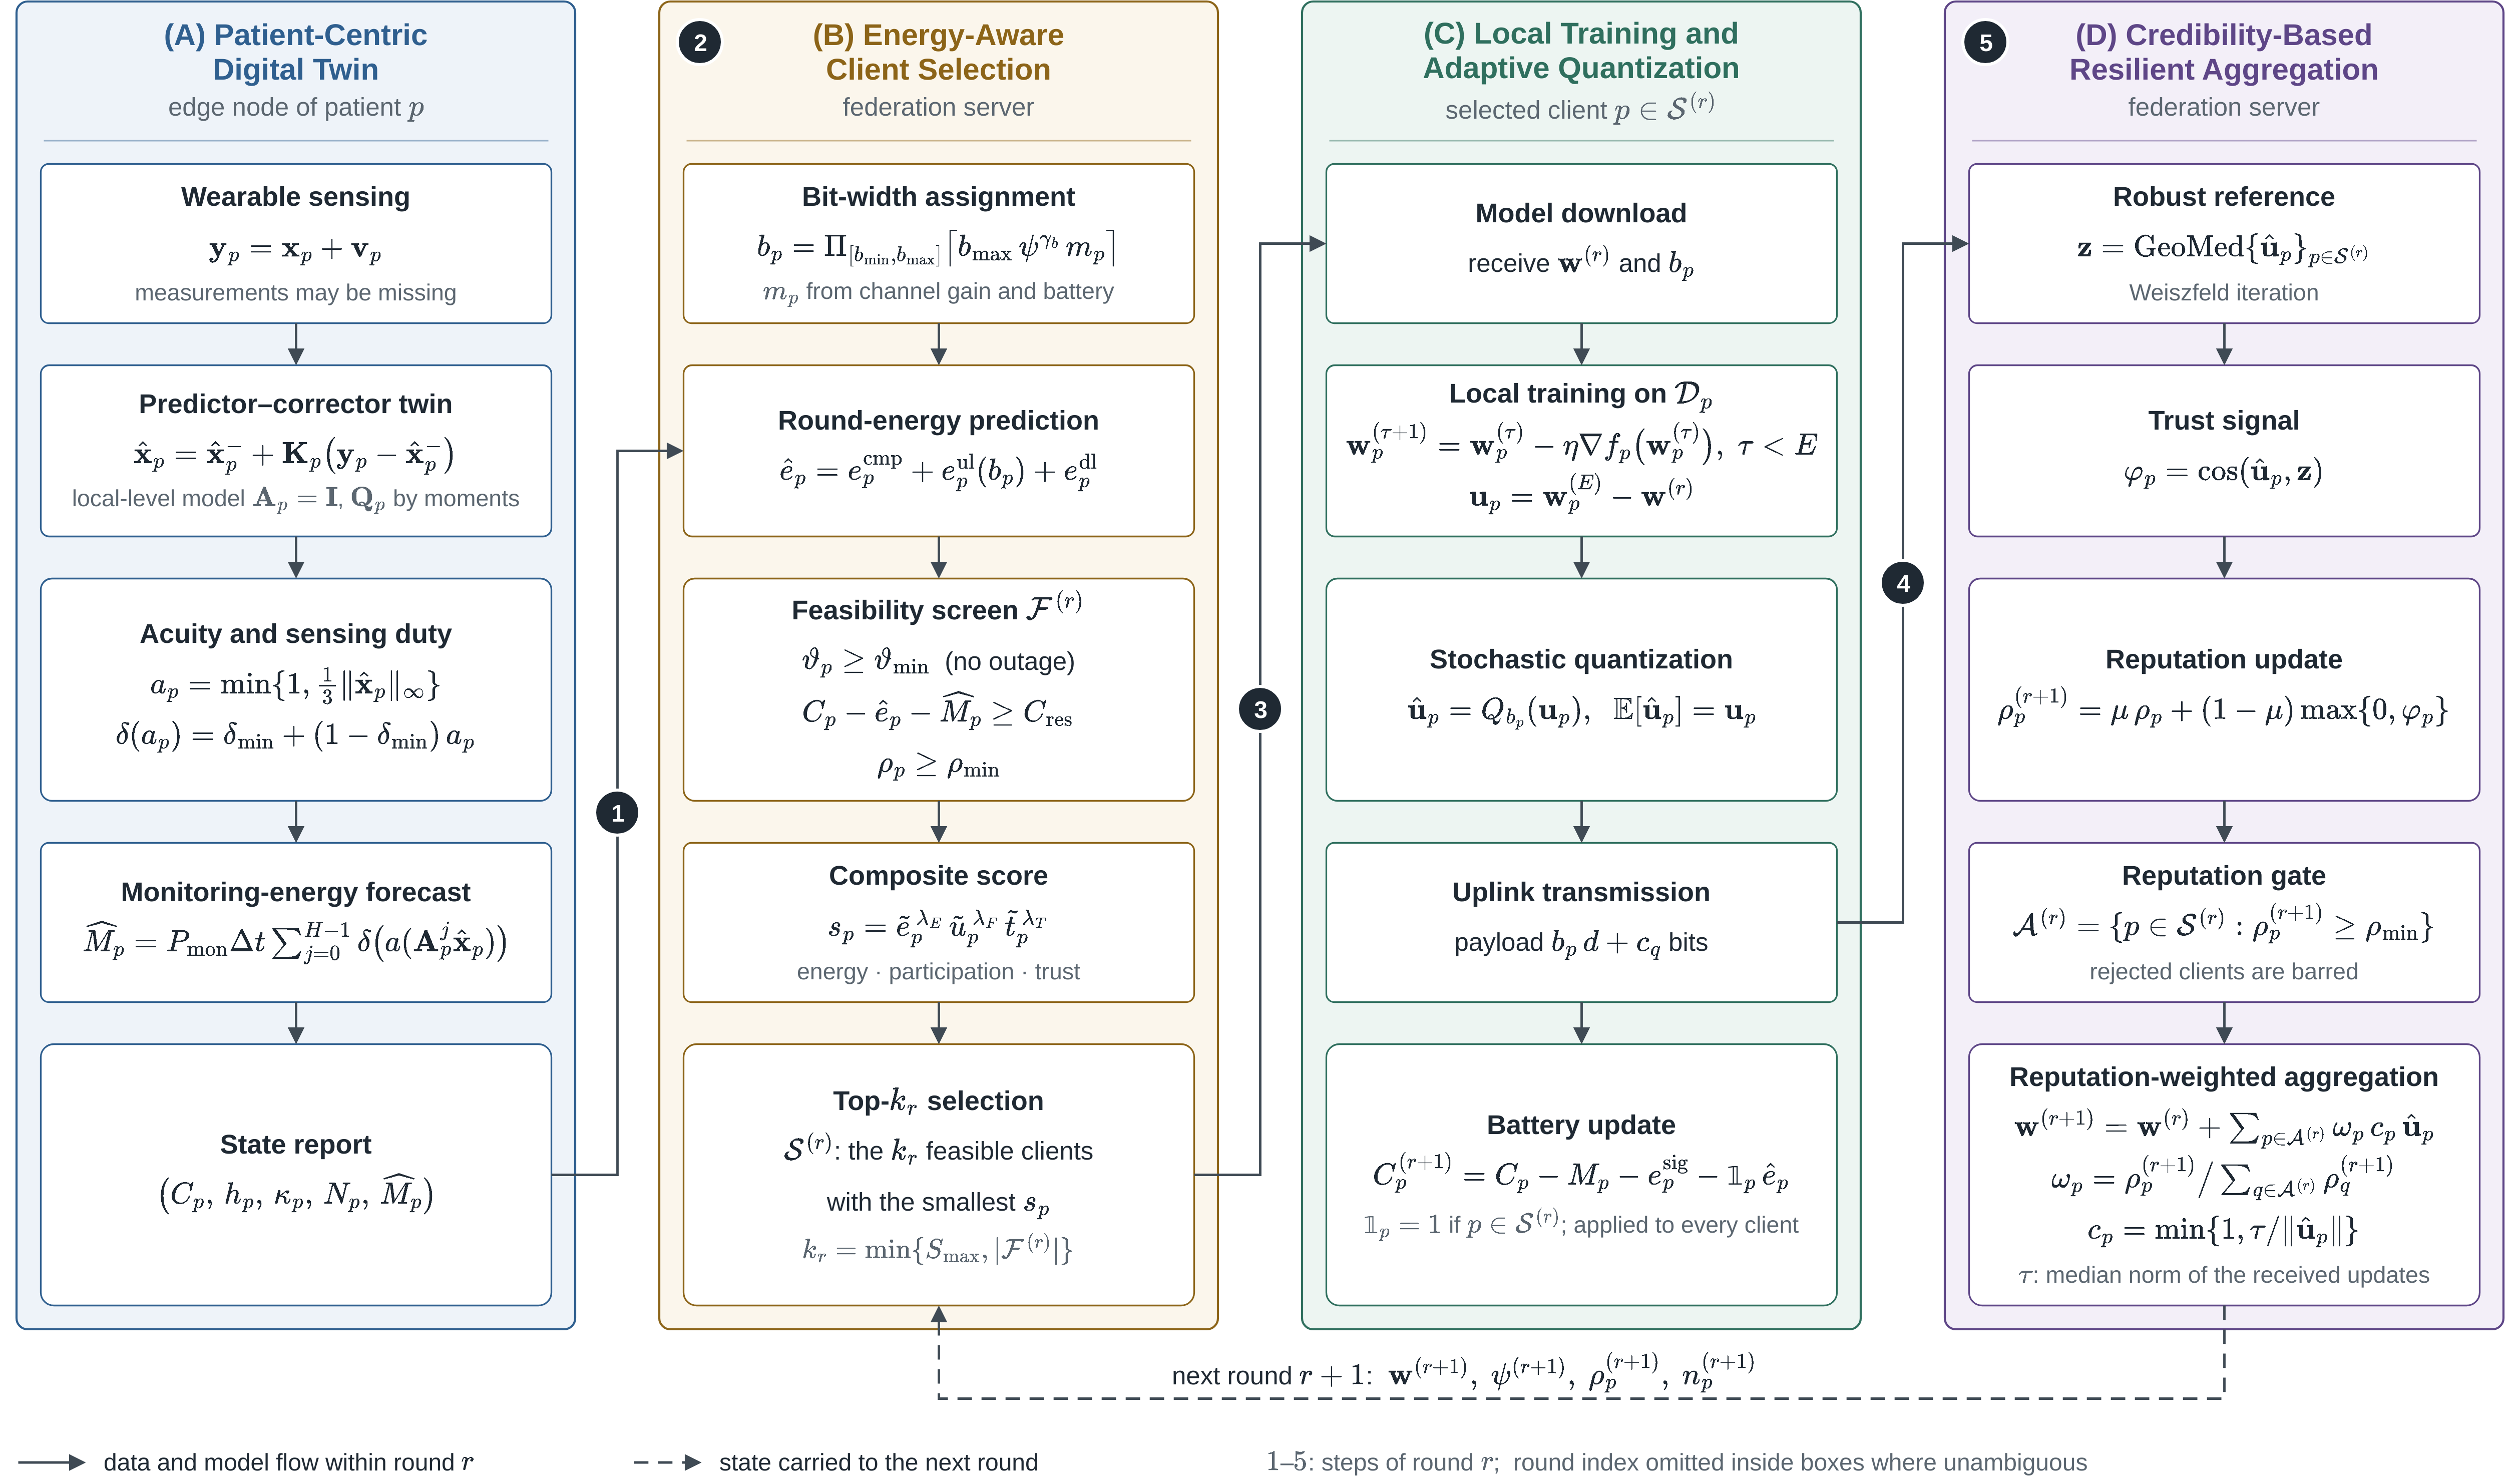 (A) Patient-Centric
Digital Twin
edge node of patient p
Wearable sensing
y_p = x_p + v_p
measurements may be missing
Predictor–corrector twin
x̂_p = x̂_p^− + K_p(y_p − x̂_p^−)
local-level model A_p = I, Q_p by moments
Acuity and sensing duty
a_p = min{1, 1/3 ‖x̂_p‖_∞}
δ(a_p) = δ_min + (1 − δ_min) a_p
Monitoring-energy forecast
M̂_p = P_mon Δt ∑_{j=0}^{H−1} δ(a(A_p^j x̂_p))
State report
(C_p, h_p, κ_p, N_p, M̂_p)
1
2
(B) Energy-Aware
Client Selection
federation server
Bit-width assignment
b_p = Π_{[b_min, b_max]} ⌈b_max ψ^{γ_b} m_p⌉
m_p from channel gain and battery
Round-energy prediction
ê_p = e_p^cmp + e_p^ul(b_p) + e_p^dl
Feasibility screen ℱ^(r)
ϑ_p ≥ ϑ_min (no outage)
C_p − ê_p − M̂_p ≥ C_res
ρ_p ≥ ρ_min
Composite score
s_p = ẽ_p^{λ_E} ũ_p^{λ_F} t̃_p^{λ_T}
energy · participation · trust
Top-k_r selection
𝒮^(r): the k_r feasible clients
with the smallest s_p
k_r = min{S_max, |ℱ^(r)|}
3
(C) Local Training and
Adaptive Quantization
selected client p ∈ 𝒮^(r)
Model download
receive w^(r) and b_p
Local training on 𝒟_p
w_p^(τ+1) = w_p^(τ) − η∇f_p(w_p^(τ)), τ < E
u_p = w_p^(E) − w^(r)
Stochastic quantization
û_p = Q_{b_p}(u_p), 𝔼[û_p] = u_p
Uplink transmission
payload b_p d + c_q bits
Battery update
C_p^(r+1) = C_p − M_p − e_p^sig − 𝟙_p ê_p
𝟙_p = 1 if p ∈ 𝒮^(r); applied to every client
4
5
(D) Credibility-Based
Resilient Aggregation
federation server
Robust reference
z = GeoMed{û_p}_{p∈𝒮^(r)}
Weiszfeld iteration
Trust signal
φ_p = cos(û_p, z)
Reputation update
ρ_p^(r+1) = μ ρ_p + (1 − μ) max{0, φ_p}
Reputation gate
𝒜^(r) = {p ∈ 𝒮^(r) : ρ_p^(r+1) ≥ ρ_min}
rejected clients are barred
Reputation-weighted aggregation
w^(r+1) = w^(r) + ∑_{p∈𝒜^(r)} ω_p c_p û_p
ω_p = ρ_p^(r+1) / ∑_{q∈𝒜^(r)} ρ_q^(r+1)
c_p = min{1, τ/‖û_p‖}
τ: median norm of the received updates
next round r + 1: w^(r+1), ψ^(r+1), ρ_p^(r+1), n_p^(r+1)
data and model flow within round r
state carried to the next round
1–5: steps of round r; round index omitted inside boxes where unambiguous